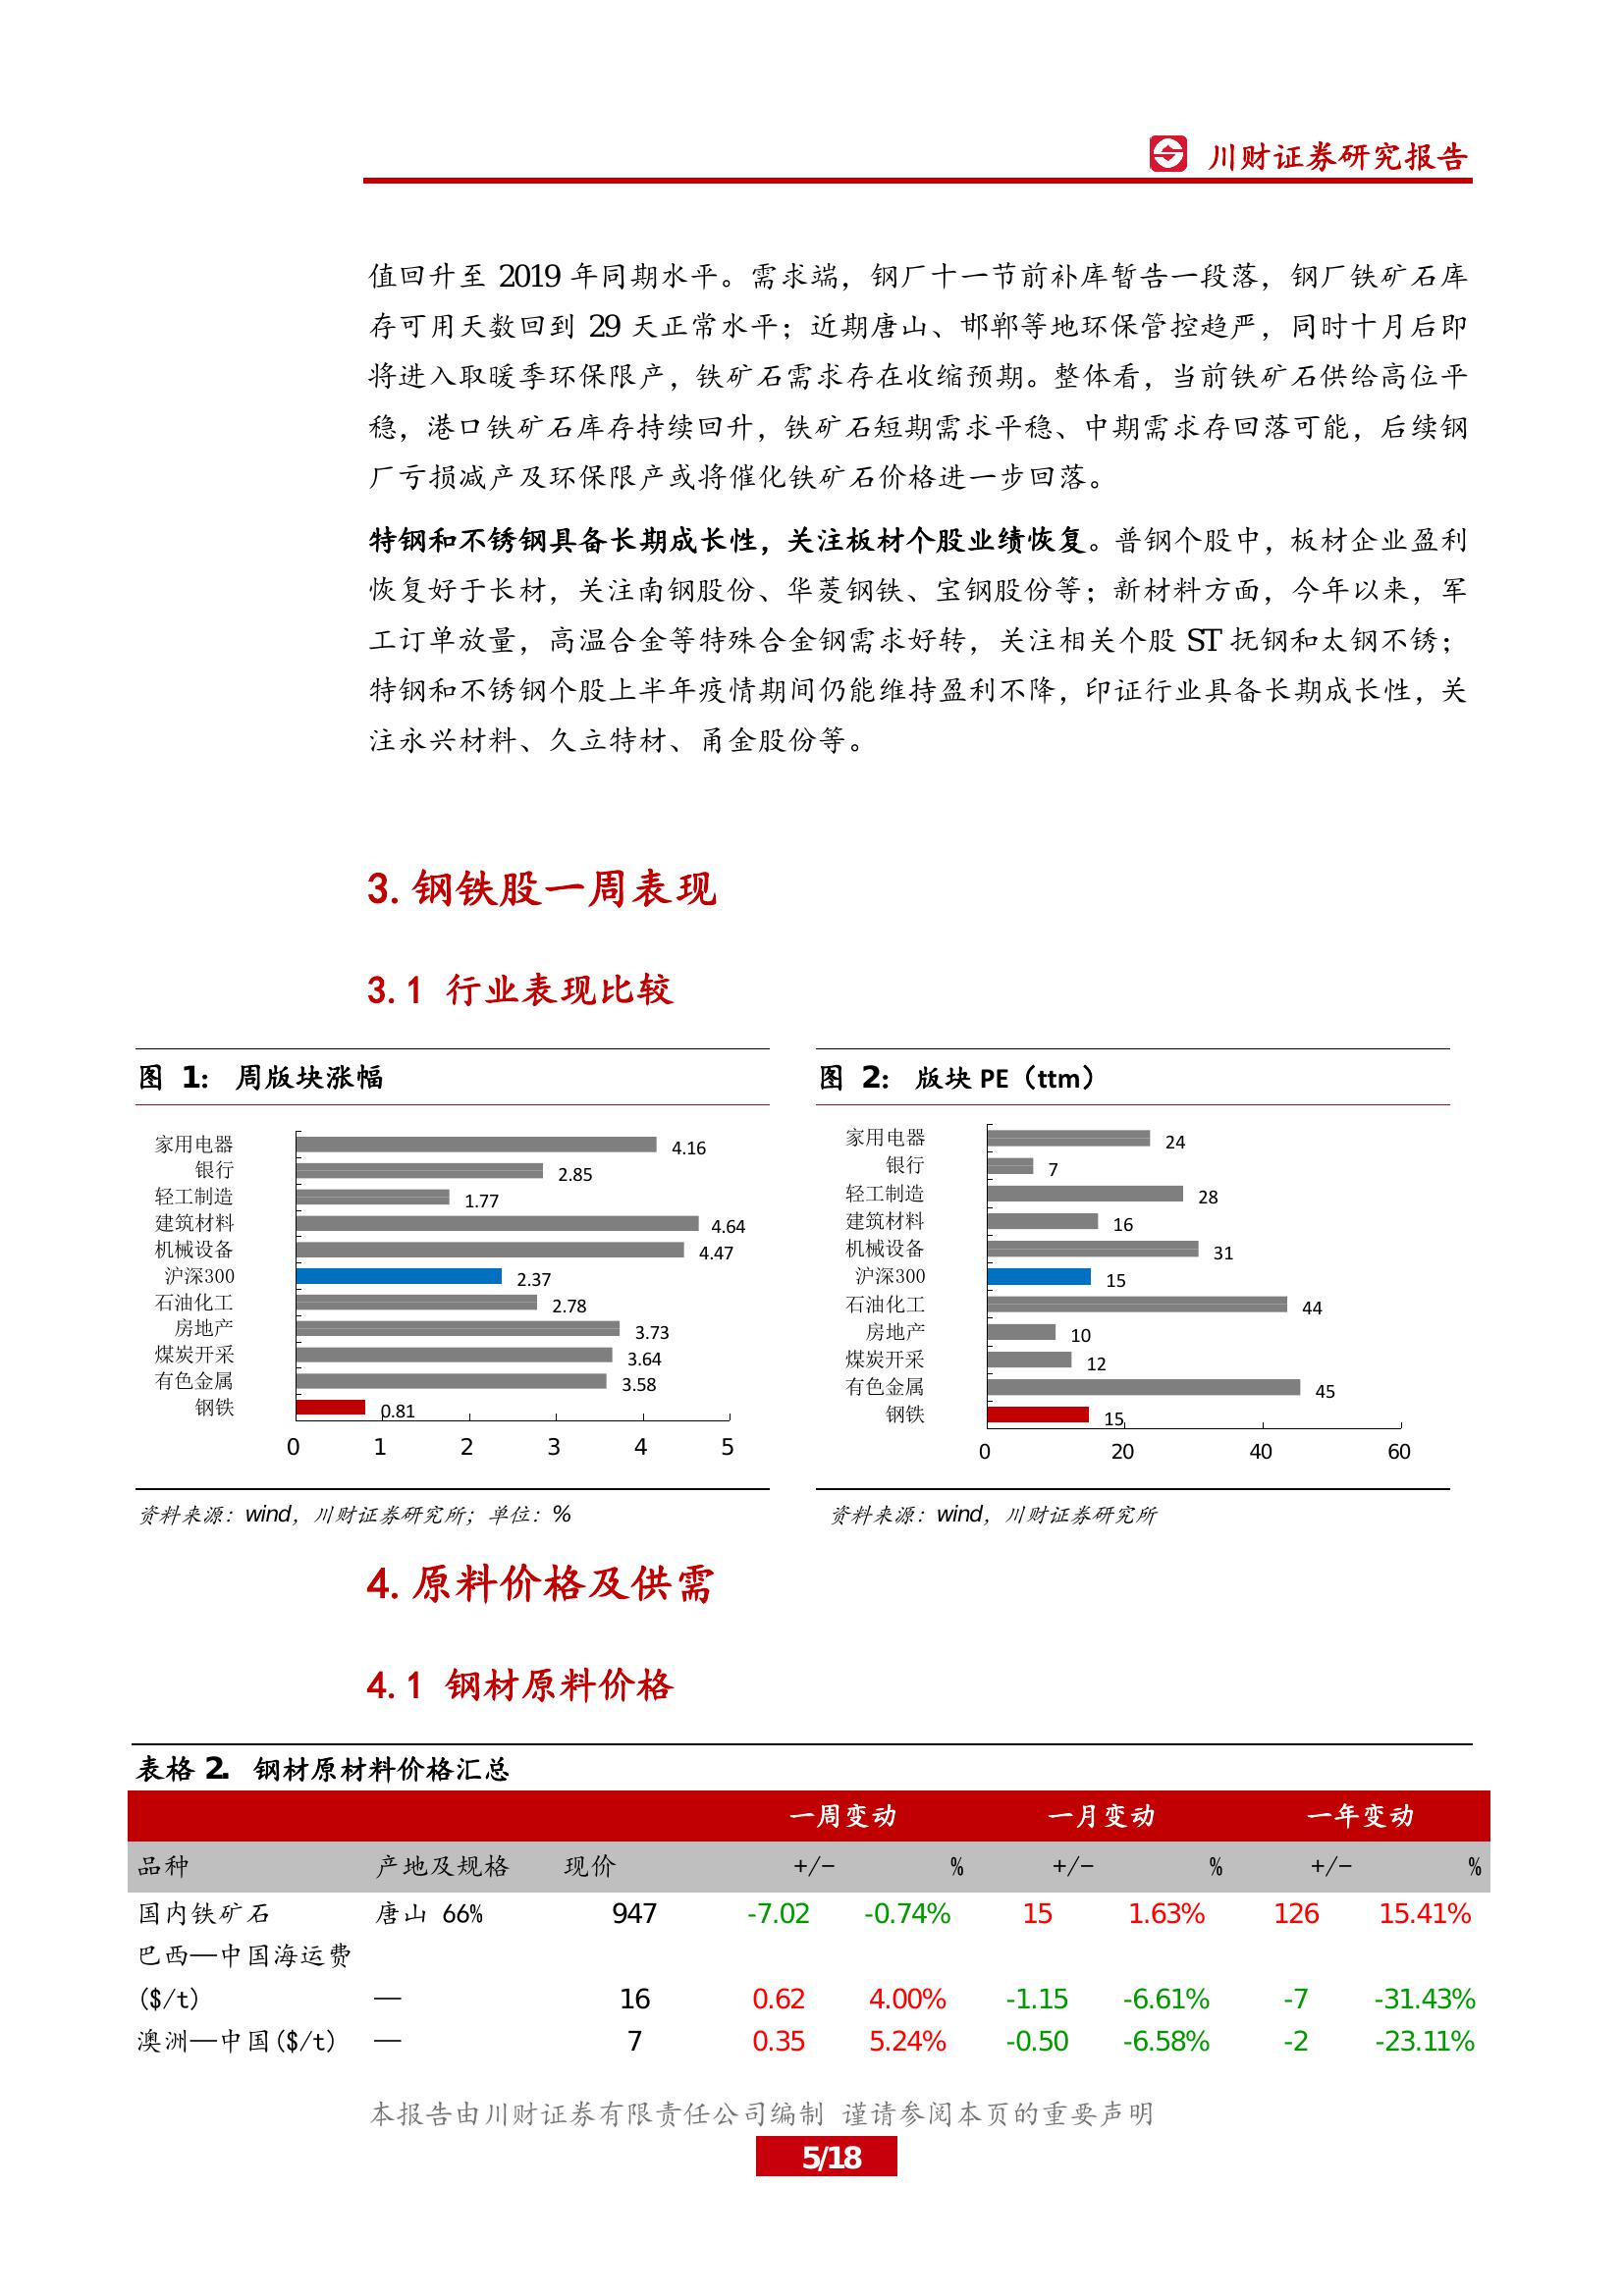 川财证券研究报告
值回升至 2019 年同期水平。需求端，钢厂十一节前补库暂告一段落，钢厂铁矿石库
存可用天数回到 29 天正常水平；近期唐山、邯郸等地环保管控趋严，同时十月后即
将进入取暖季环保限产，铁矿石需求存在收缩预期。整体看，当前铁矿石供给高位平
稳，港口铁矿石库存持续回升，铁矿石短期需求平稳、中期需求存回落可能，后续钢
厂亏损减产及环保限产或将催化铁矿石价格进一步回落。
特钢和不锈钢具备长期成长性，关注板材个股业绩恢复。普钢个股中，板材企业盈利
恢复好于长材，关注南钢股份、华菱钢铁、宝钢股份等；新材料方面，今年以来，军
工订单放量，高温合金等特殊合金钢需求好转，关注相关个股 ST 抚钢和太钢不锈；
特钢和不锈钢个股上半年疫情期间仍能维持盈利不降，印证行业具备长期成长性，关
注永兴材料、久立特材、甬金股份等。
3. 钢铁股一周表现
3.1 行业表现比较
图 1： 周版块涨幅
家用电器 4.16
银行 2.85
轻工制造 1.77
建筑材料 4.64
机械设备 4.47
沪深300 2.37
石油化工 2.78
房地产 3.73
煤炭开采 3.64
有色金属 3.58
钢铁 0.81
0 1 2 3 4 5
资料来源：wind，川财证券研究所；单位：%
图 2： 版块 PE（ttm）
家用电器 24
银行 7
轻工制造 28
建筑材料 16
机械设备 31
沪深300 15
石油化工 44
房地产 10
煤炭开采 12
有色金属 45
钢铁 15
0 20 40 60
资料来源：wind，川财证券研究所
4. 原料价格及供需
4.1 钢材原料价格
表格 2. 钢材原材料价格汇总
一周变动 一月变动 一年变动
品种 产地及规格 现价 +/- % +/- % +/- %
国内铁矿石 唐山 66% 947 -7.02 -0.74% 15 1.63% 126 15.41%
巴西—中国海运费
($/t) — 16 0.62 4.00% -1.15 -6.61% -7 -31.43%
澳洲—中国($/t) — 7 0.35 5.24% -0.50 -6.58% -2 -23.11%
本报告由川财证券有限责任公司编制 谨请参阅本页的重要声明
5/18